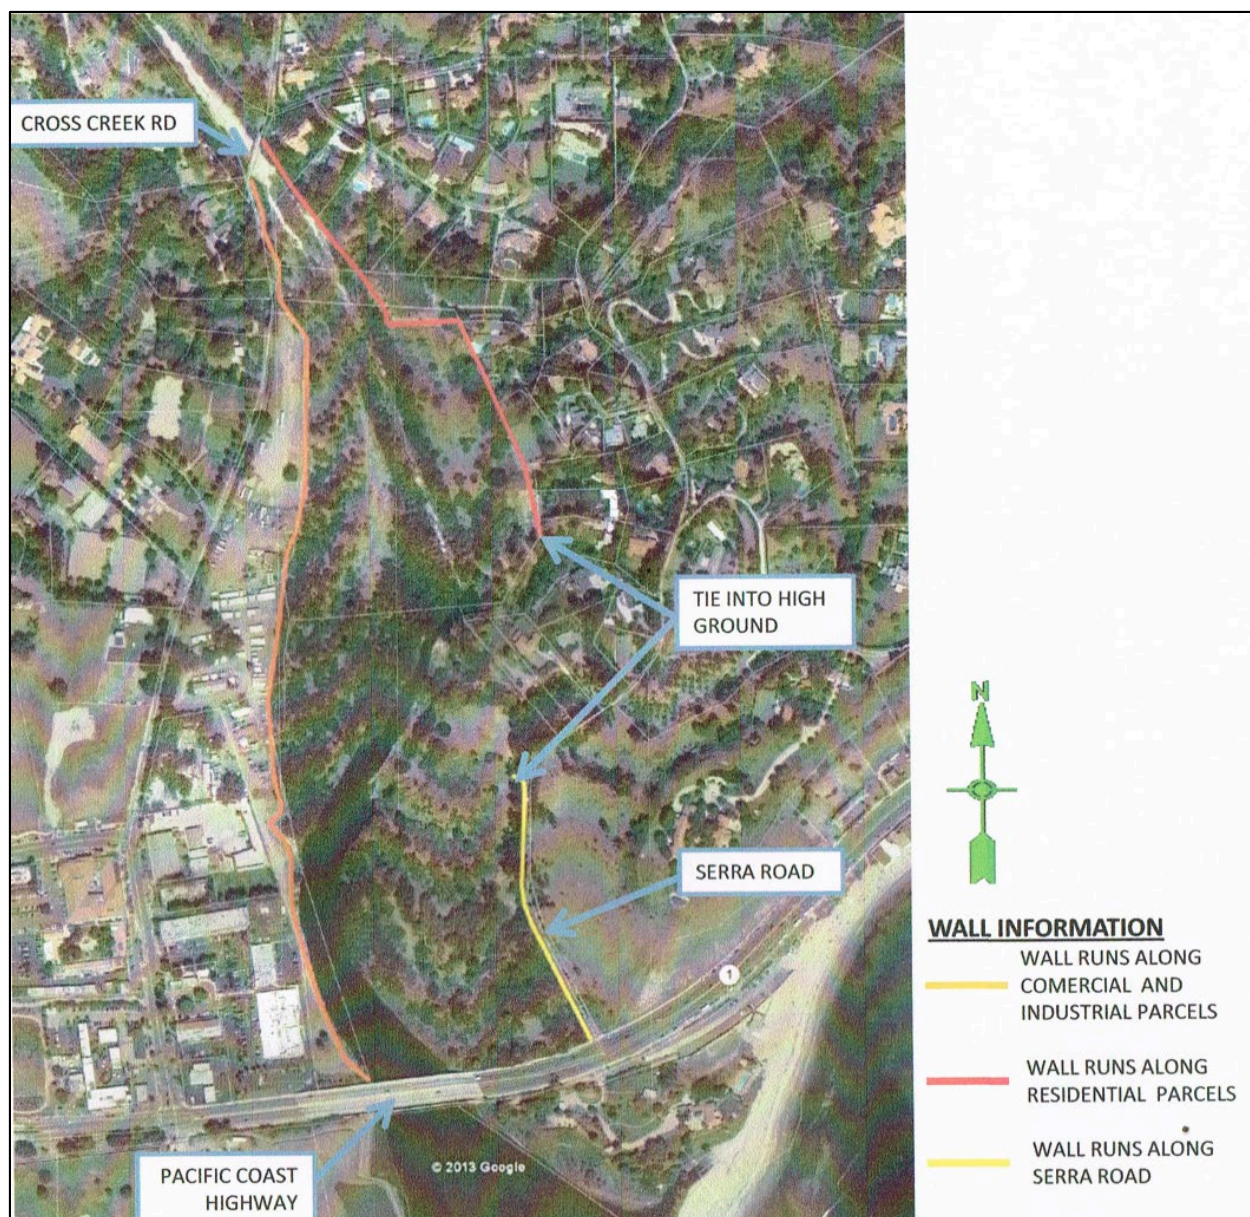 CROSS CREEK RD
TIE INTO HIGH
GROUND
SERRA ROAD
1
PACIFIC COAST
HIGHWAY
© 2013 Google
N
WALL INFORMATION
WALL RUNS ALONG
COMERCIAL AND
INDUSTRIAL PARCELS
WALL RUNS ALONG
RESIDENTIAL PARCELS
WALL RUNS ALONG
SERRA ROAD